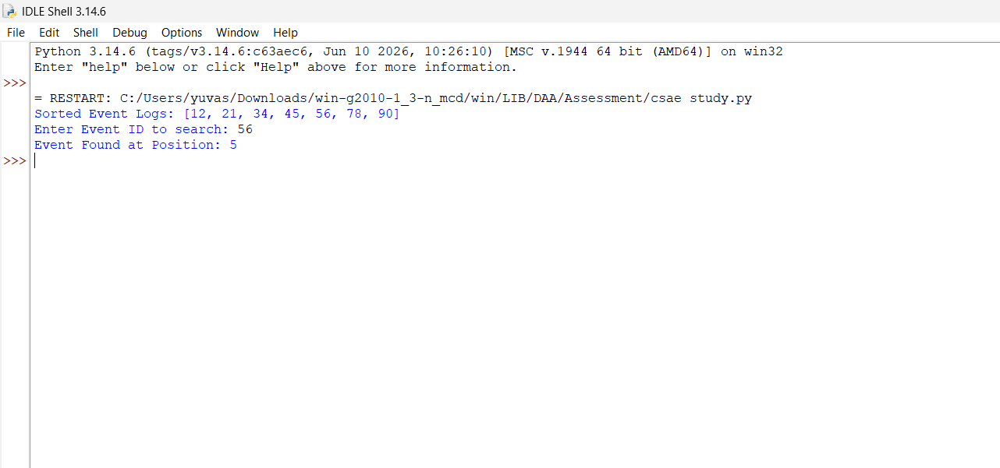 IDLE Shell 3.14.6
File Edit Shell Debug Options Window Help
Python 3.14.6 (tags/v3.14.6:c63aec6, Jun 10 2026, 10:26:10) [MSC v.1944 64 bit (AMD64)] on win32
Enter "help" below or click "Help" above for more information.
>>>
= RESTART: C:/Users/yuvas/Downloads/win-g2010-1_3-n_mcd/win/LIB/DAA/Assessment/csae study.py
Sorted Event Logs: [12, 21, 34, 45, 56, 78, 90]
Enter Event ID to search: 56
Event Found at Position: 5
>>>